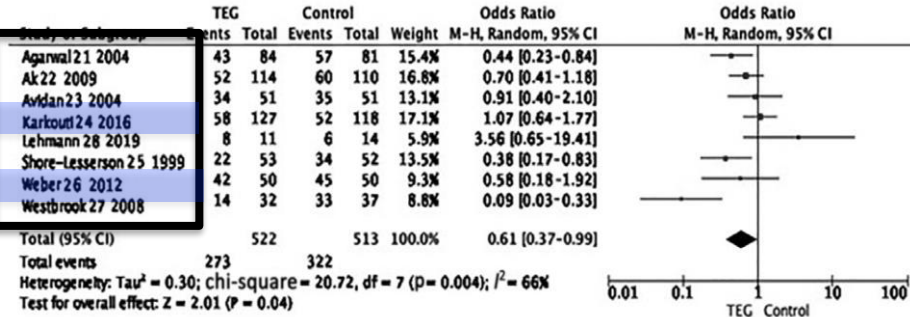 TEG Control Odds Ratio Odds Ratio
Study or Subgroup Events Total Events Total Weight M-H, Random, 95% CI M-H, Random, 95% CI
Agarwal21 2004 43 84 57 81 15.4% 0.44 [0.23-0.84]
Ak22 2009 52 114 60 110 16.8% 0.70 [0.41-1.18]
Avidan23 2004 34 51 35 51 13.1% 0.91 [0.40-2.10]
Karkouti24 2016 58 127 52 118 17.1% 1.07 [0.64-1.77]
Lehmann 28 2019 8 11 6 14 5.9% 3.56 [0.65-19.41]
Shore-Lesserson 25 1999 22 53 34 52 13.5% 0.38 [0.17-0.83]
Weber26 2012 42 50 45 50 9.3% 0.58 [0.18-1.92]
Westbrook27 2008 14 32 33 37 8.8% 0.09 [0.03-0.33]
Total (95% CI) 522 513 100.0% 0.61 [0.37-0.99]
Total events 273 322
Heterogeneity: Tau² = 0.30; chi-square = 20.72, df = 7 (p= 0.004); I² = 66%
Test for overall effect: Z = 2.01 (P = 0.04)
0.01 0.1 1 10 100
TEG Control